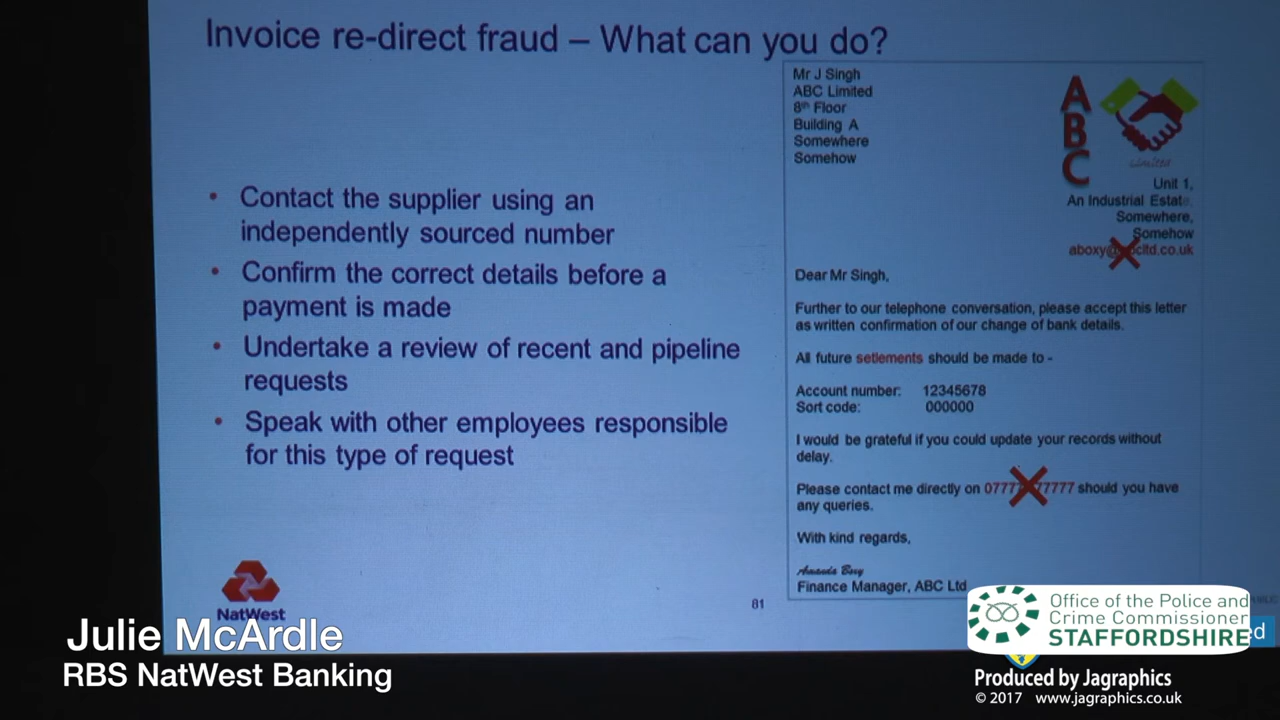 Invoice re-direct fraud – What can you do?
• Contact the supplier using an
independently sourced number
• Confirm the correct details before a
payment is made
• Undertake a review of recent and pipeline
requests
• Speak with other employees responsible
for this type of request
Mr J Singh
ABC Limited
8th Floor
Building A
Somewhere
Somehow
ABC
Limited
Unit 1,
An Industrial Estate,
Somewhere,
Somehow
Dear Mr Singh,
Further to our telephone conversation, please accept this letter
as written confirmation of our change of bank details.
All future setlements should be made to -
Account number: 12345678
Sort code: 000000
I would be grateful if you could update your records without
delay.
Please contact me directly on should you have
any queries.
With kind regards,
Finance Manager, ABC Ltd
81
NatWest
Julie McArdle
RBS NatWest Banking
Office of the Police and
Crime Commissioner
STAFFORDSHIRE
Produced by Jagraphics
© 2017 www.jagraphics.co.uk